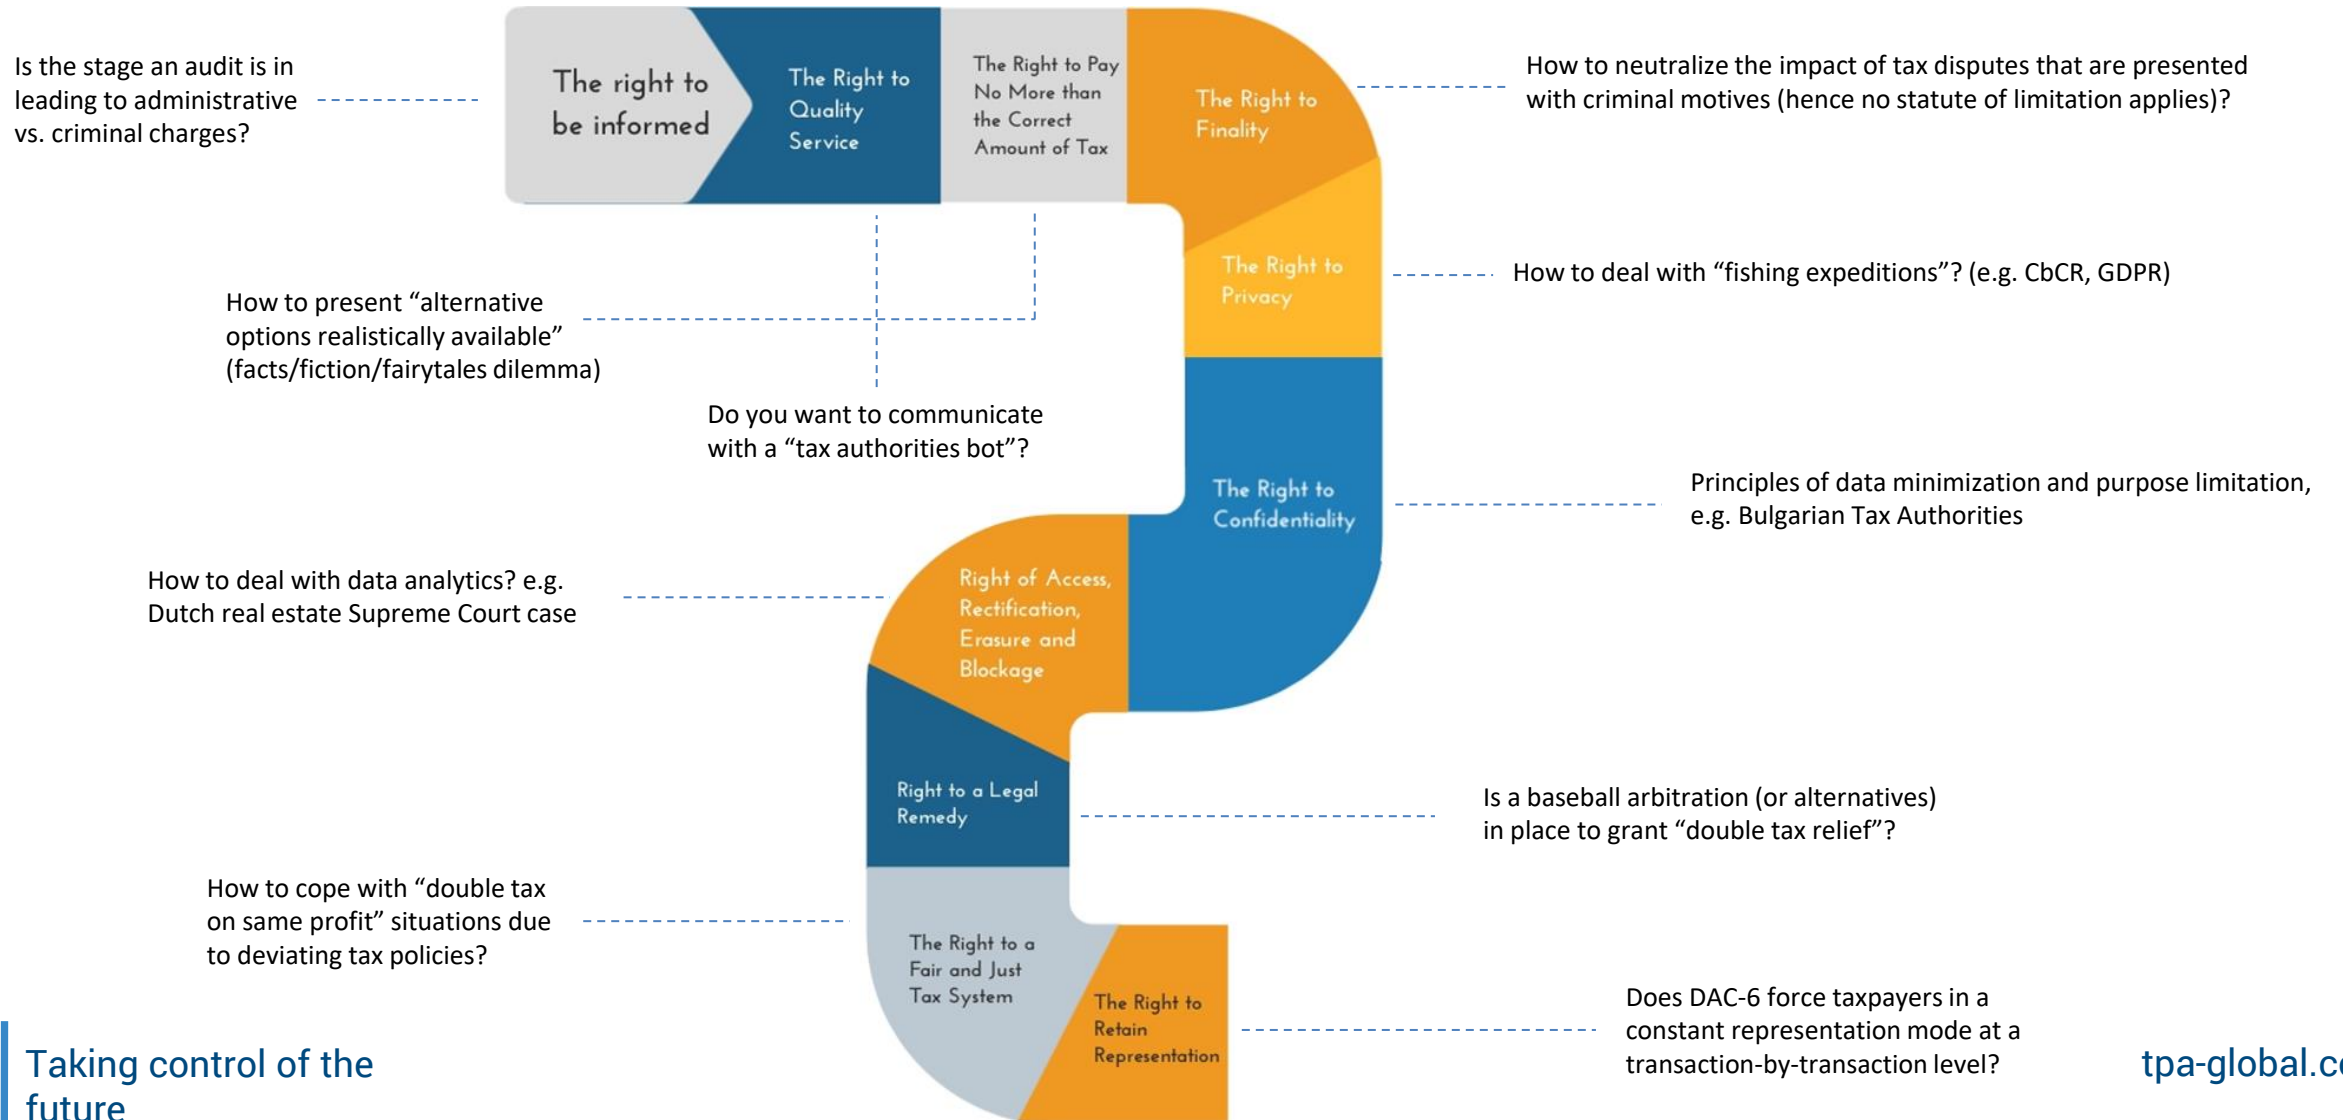 Is the stage an audit is in
leading to administrative
vs. criminal charges?
The right to
be informed
The Right to
Quality
Service
The Right to Pay
No More than
the Correct
Amount of Tax
The Right to
Finality
How to neutralize the impact of tax disputes that are presented
with criminal motives (hence no statute of limitation applies)?
The Right to
Privacy
How to deal with “fishing expeditions”? (e.g. CbCR, GDPR)
How to present “alternative
options realistically available”
(facts/fiction/fairytales dilemma)
Do you want to communicate
with a “tax authorities bot”?
The Right to
Confidentiality
Principles of data minimization and purpose limitation,
e.g. Bulgarian Tax Authorities
How to deal with data analytics? e.g.
Dutch real estate Supreme Court case
Right of Access,
Rectification,
Erasure and
Blockage
Right to a Legal
Remedy
Is a baseball arbitration (or alternatives)
in place to grant “double tax relief”?
How to cope with “double tax
on same profit” situations due
to deviating tax policies?
The Right to a
Fair and Just
Tax System
The Right to
Retain
Representation
Does DAC-6 force taxpayers in a
constant representation mode at a
transaction-by-transaction level?
Taking control of the
future
tpa-global.co